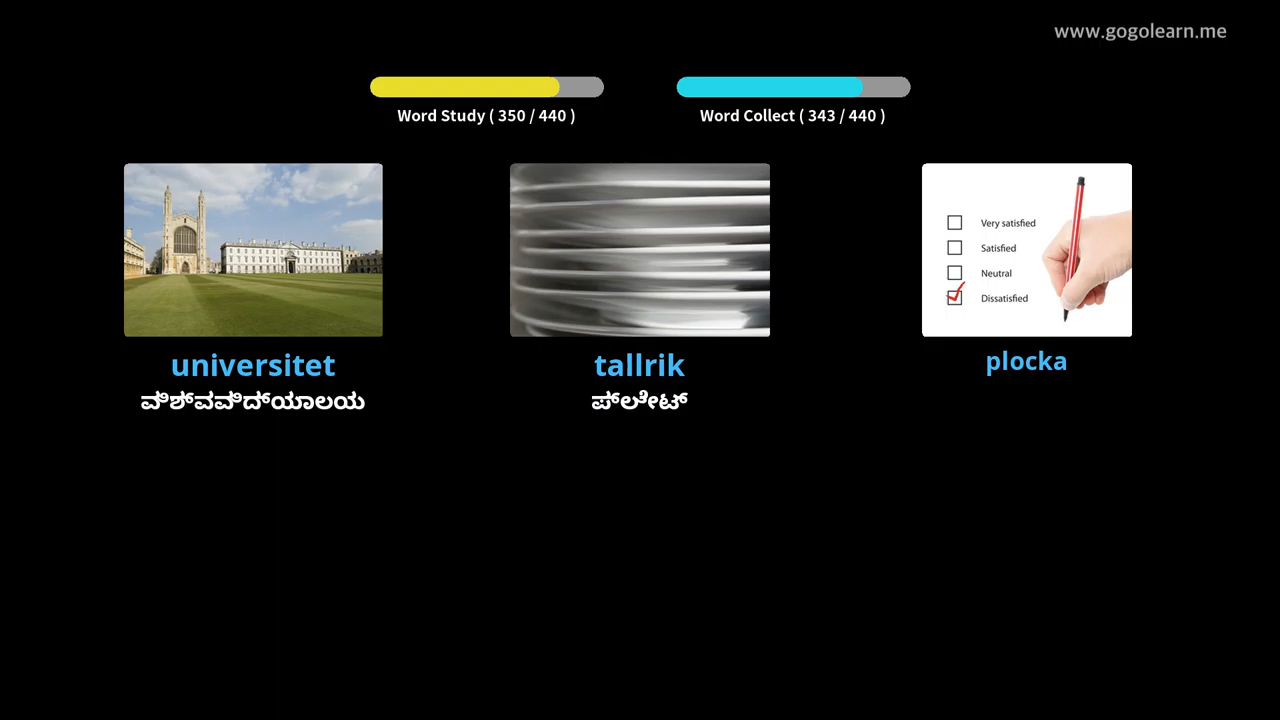 www.gogolearn.me
Word Study ( 350 / 440 )
Word Collect ( 343 / 440 )
Very satisfied
Satisfied
Neutral
Dissatisfied
universitet
tallrik
plocka
ವಿಶ್ವವಿದ್ಯಾಲಯ
ಪ್ಲೇಟ್